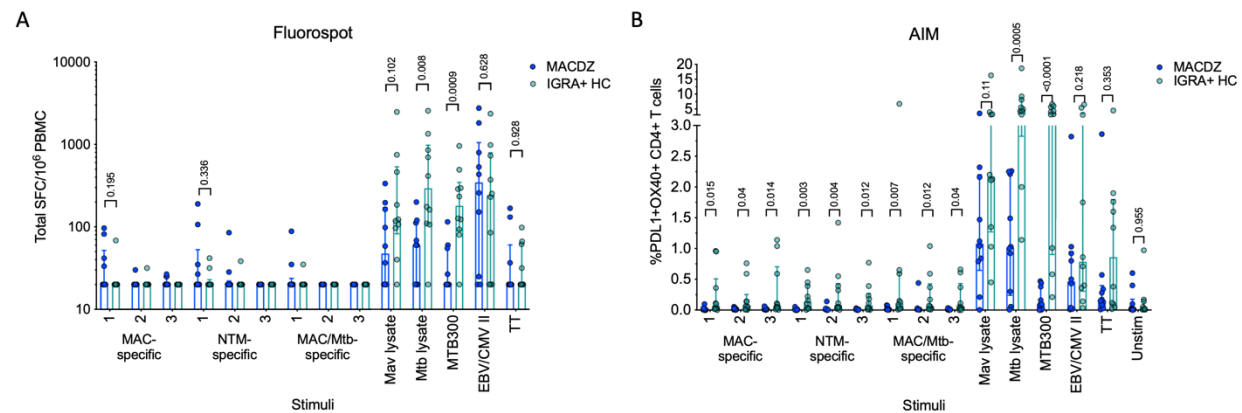 A
Fluorospot
MACDZ
IGRA+ HC
Total SFC/10⁶ PBMC
10000
1000
100
10
0.195
0.336
0.102
0.008
0.0009
0.628
0.928
1
2
3
1
2
3
1
2
3
MAC-
specific
NTM-
specific
MAC/Mtb-
specific
Mav lysate
Mtb lysate
MTB300
EBV/CMV II
TT
Stimuli
B
AIM
MACDZ
IGRA+ HC
%PDL1+OX40+ CD4+ T cells
20
15
10
5
3.0
2.5
2.0
1.5
1.0
0.5
0.0
0.015
0.04
0.014
0.003
0.004
0.012
0.007
0.012
0.04
0.11
0.0005
<0.0001
0.218
0.353
0.955
1
2
3
1
2
3
1
2
3
MAC-
specific
NTM-
specific
MAC/Mtb-
specific
Mav lysate
Mtb lysate
MTB300
EBV/CMV II
TT
Unstim
Stimuli